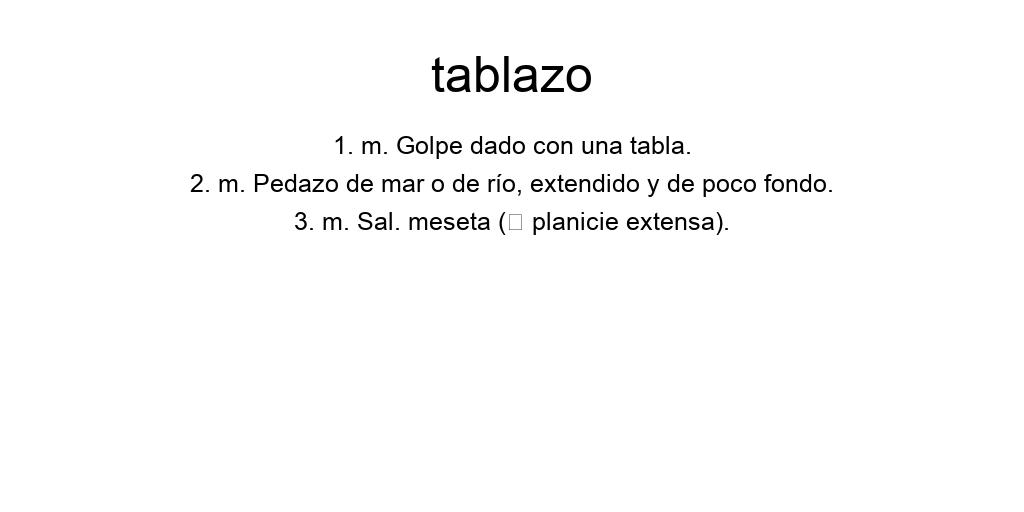 tablazo
1. m. Golpe dado con una tabla.
2. m. Pedazo de mar o de río, extendido y de poco fondo.
3. m. Sal. meseta (□ planicie extensa).